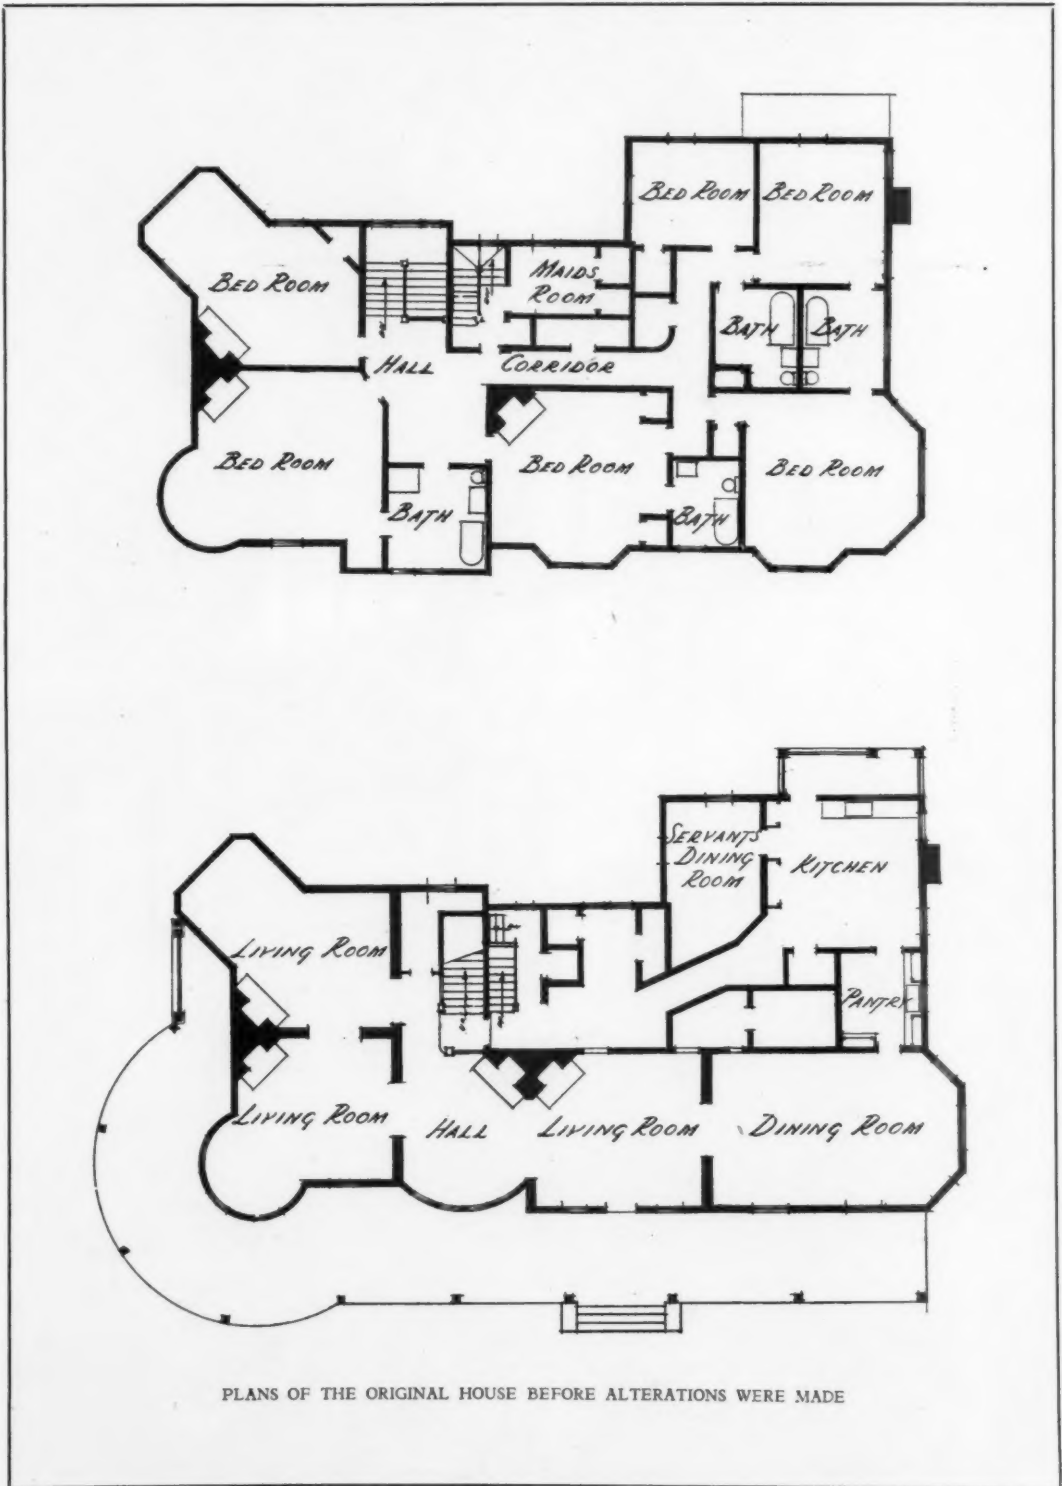 BED ROOM
BED ROOM
BED ROOM
MAIDS
ROOM
BATH
BATH
HALL
CORRIDOR
BED ROOM
BED ROOM
BED ROOM
BATH
BATH
SERVANTS
DINING
ROOM
KITCHEN
LIVING ROOM
PANTRY
LIVING ROOM
HALL
LIVING ROOM
DINING ROOM
PLANS OF THE ORIGINAL HOUSE BEFORE ALTERATIONS WERE MADE